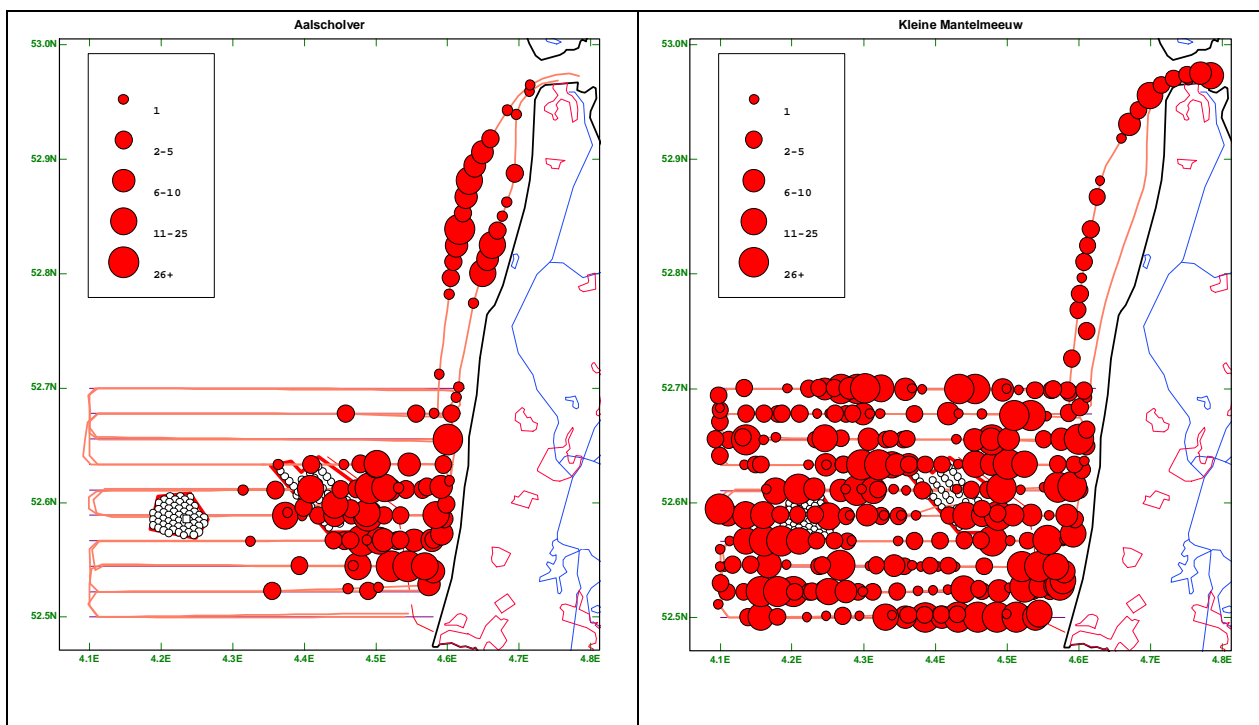 Aalscholver
53.0N
52.9N
52.8N
52.7N
52.6N
52.5N
1
2-5
6-10
11-25
26+
4.1E 4.2E 4.3E 4.4E 4.5E 4.6E 4.7E 4.8E
Kleine Mantelmeeuw
53.0N
52.9N
52.8N
52.7N
52.6N
52.5N
1
2-5
6-10
11-25
26+
4.1E 4.2E 4.3E 4.4E 4.5E 4.6E 4.7E 4.8E